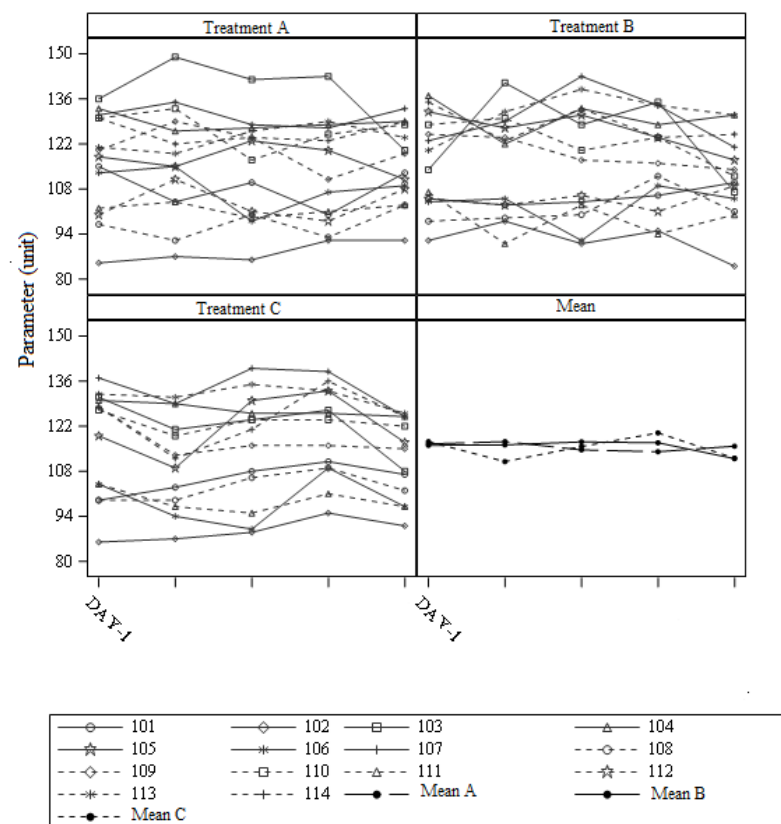 Treatment A Treatment B
150
136
122
108
94
80
Treatment C Mean
150
136
122
108
94
80
Parameter (unit)
DAY-1 DAY-1
101 102 103 104
105 106 107 108
109 110 111 112
113 114 Mean A Mean B
Mean C